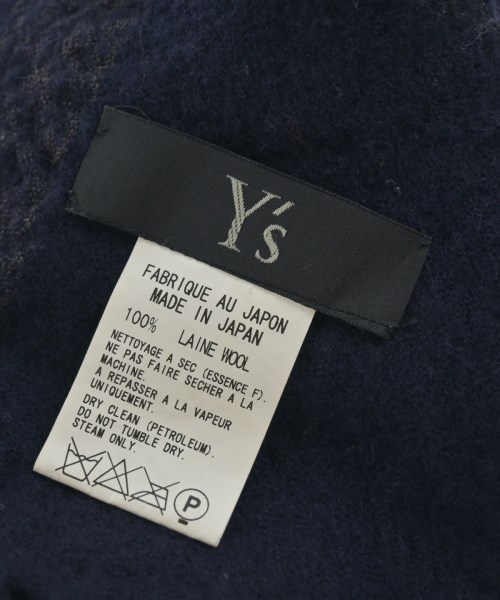 Y's
FABRIQUE AU JAPON
MADE IN JAPAN
100% LAINE WOOL
NETTOYAGE A SEC (ESSENCE F).
NE PAS FAIRE SECHER A LA
MACHINE.
A REPASSER A LA VAPEUR
UNIQUEMENT.
DRY CLEAN (PETROLEUM).
DO NOT TUMBLE DRY.
STEAM ONLY.
P